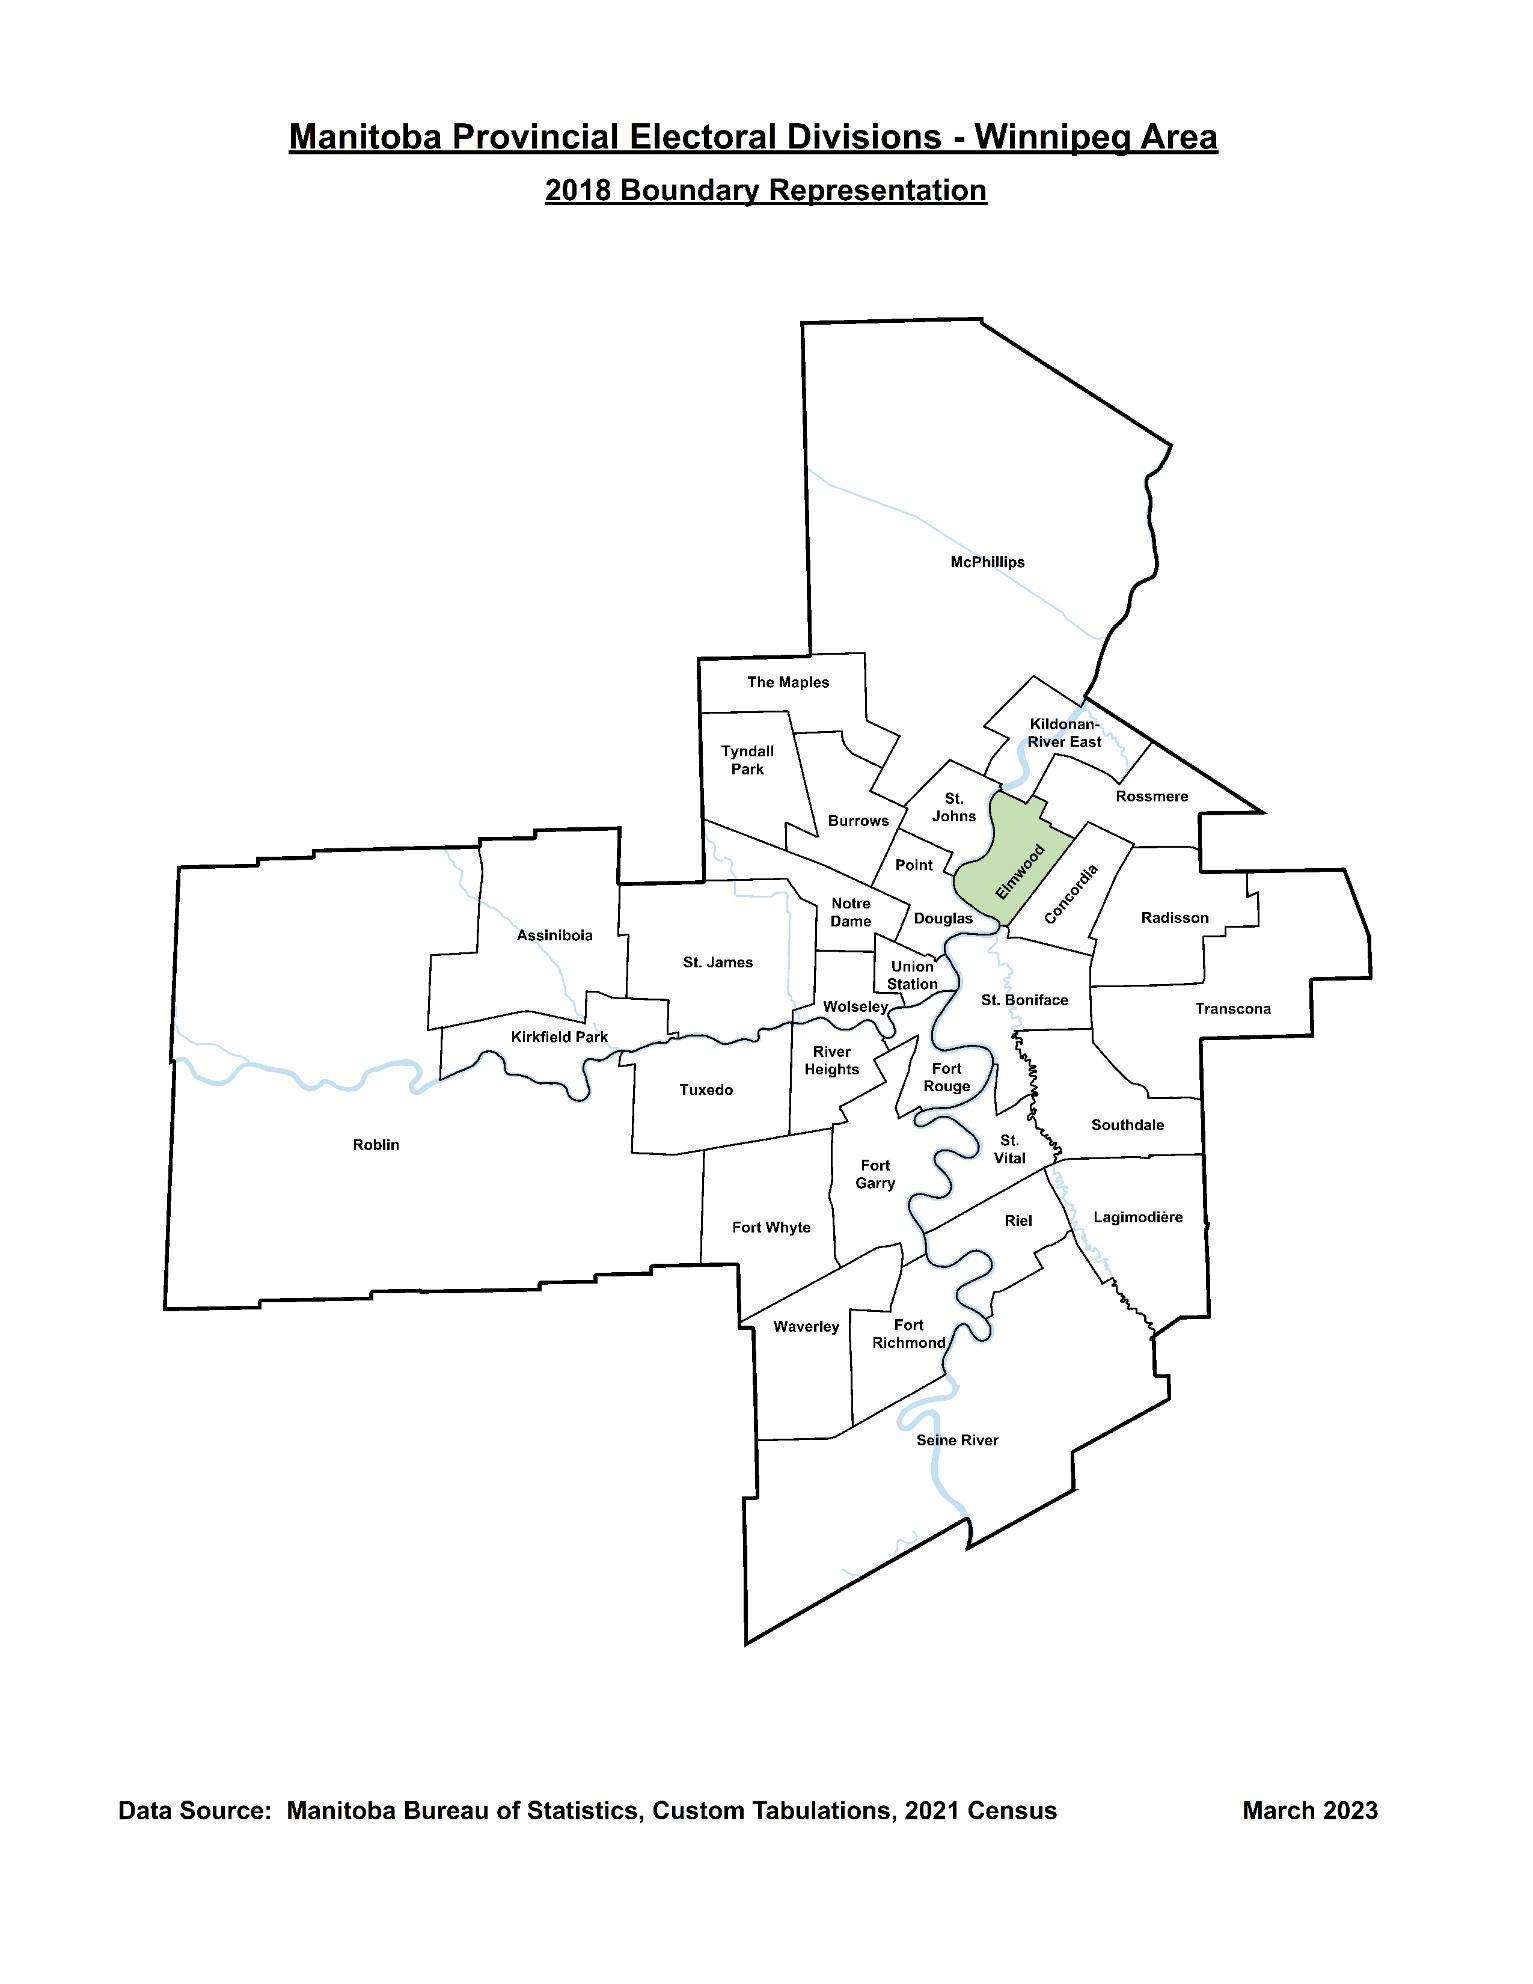 Manitoba Provincial Electoral Divisions - Winnipeg Area
2018 Boundary Representation
McPhillips
The Maples
Kildonan-
River East
Tyndall
Park
Rossmere
St.
Johns
Burrows
Point
Douglas
Elmwood
Concordia
Notre
Dame
Radisson
Assiniboia
St. James
Union
Station
St. Boniface
Wolseley
Transcona
Kirkfield Park
River
Heights
Fort
Rouge
Tuxedo
Southdale
Roblin
St.
Vital
Fort
Garry
Fort Whyte
Riel
Lagimodière
Waverley
Fort
Richmond
Seine River
Data Source:  Manitoba Bureau of Statistics, Custom Tabulations, 2021 Census
March 2023